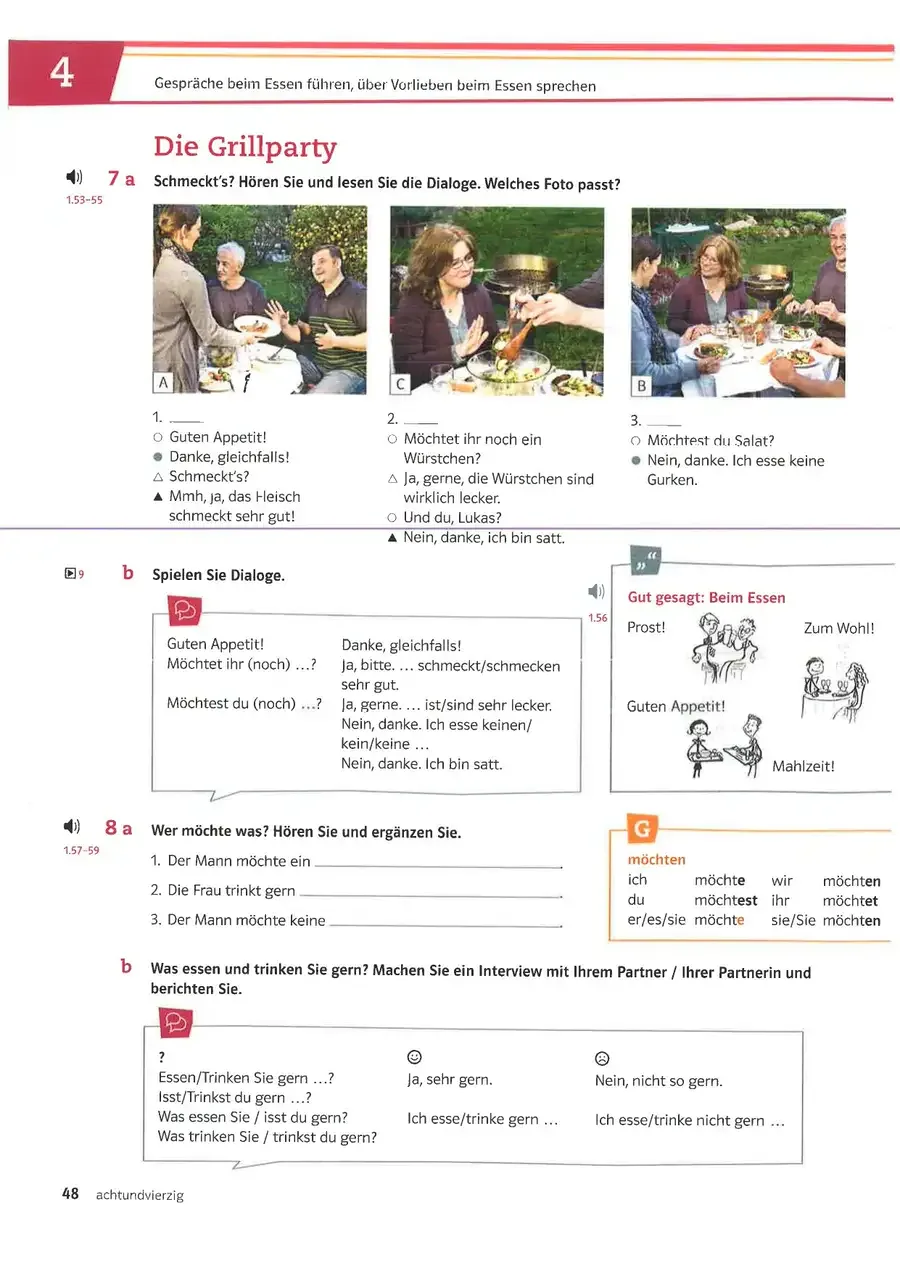 4
Gespräche beim Essen führen, über Vorlieben beim Essen sprechen
Die Grillparty
7 a Schmeckt's? Hören Sie und lesen Sie die Dialoge. Welches Foto passt?
1.53–55
A
C
B
1. ____
○ Guten Appetit!
● Danke, gleichfalls!
△ Schmeckt's?
▲ Mmh, ja, das Fleisch
schmeckt sehr gut!
2. ____
○ Möchtet ihr noch ein
Würstchen?
△ Ja, gerne, die Würstchen sind
wirklich lecker.
○ Und du, Lukas?
▲ Nein, danke, ich bin satt.
3. ____
○ Möchtest du Salat?
● Nein, danke. Ich esse keine
Gurken.
9 b Spielen Sie Dialoge.
Guten Appetit! Danke, gleichfalls!
Möchtet ihr (noch) ...? Ja, bitte. ... schmeckt/schmecken
sehr gut.
Möchtest du (noch) ...? Ja, gerne. ... ist/sind sehr lecker.
Nein, danke. Ich esse keinen/
kein/keine ...
Nein, danke. Ich bin satt.
1.56
Gut gesagt: Beim Essen
Prost! Zum Wohl!
Guten Appetit!
Mahlzeit!
8 a Wer möchte was? Hören Sie und ergänzen Sie.
1.57–59
1. Der Mann möchte ein ____.
2. Die Frau trinkt gern ____.
3. Der Mann möchte keine ____.
G
möchten
ich möchte wir möchten
du möchtest ihr möchtet
er/es/sie möchte sie/Sie möchten
b Was essen und trinken Sie gern? Machen Sie ein Interview mit Ihrem Partner / Ihrer Partnerin und
berichten Sie.
?
Essen/Trinken Sie gern ...? Ja, sehr gern. Nein, nicht so gern.
Isst/Trinkst du gern ...?
Was essen Sie / isst du gern? Ich esse/trinke gern ... Ich esse/trinke nicht gern ...
Was trinken Sie / trinkst du gern?
48 achtundvierzig